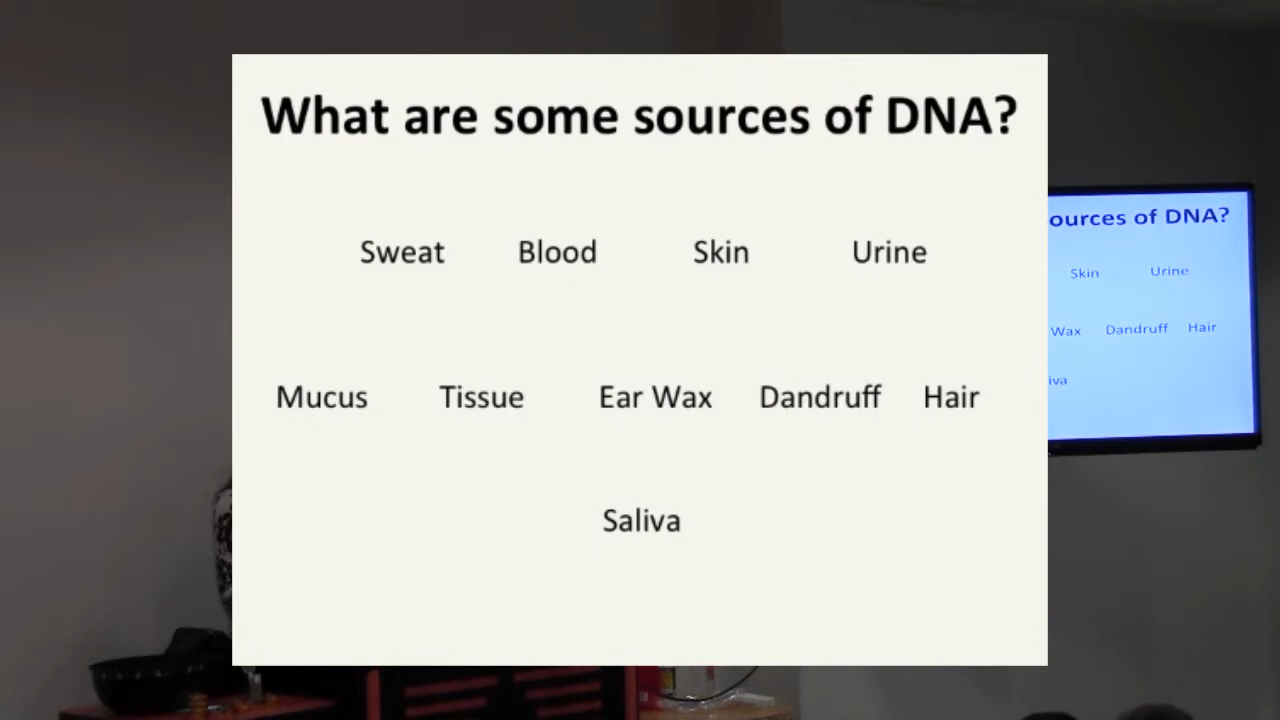 What are some sources of DNA?
Sweat Blood Skin Urine
Mucus Tissue Ear Wax Dandruff Hair
Saliva
ources of DNA?
Skin Urine
Wax Dandruff Hair
iva